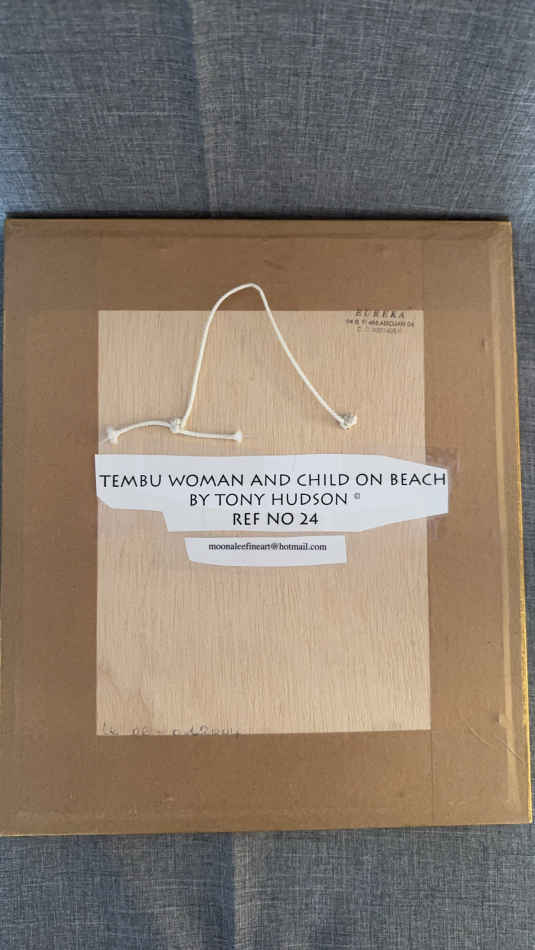 EUREKA
TEMBU WOMAN AND CHILD ON BEACH
BY TONY HUDSON ©
REF NO 24
moonaleefineart@hotmail.com